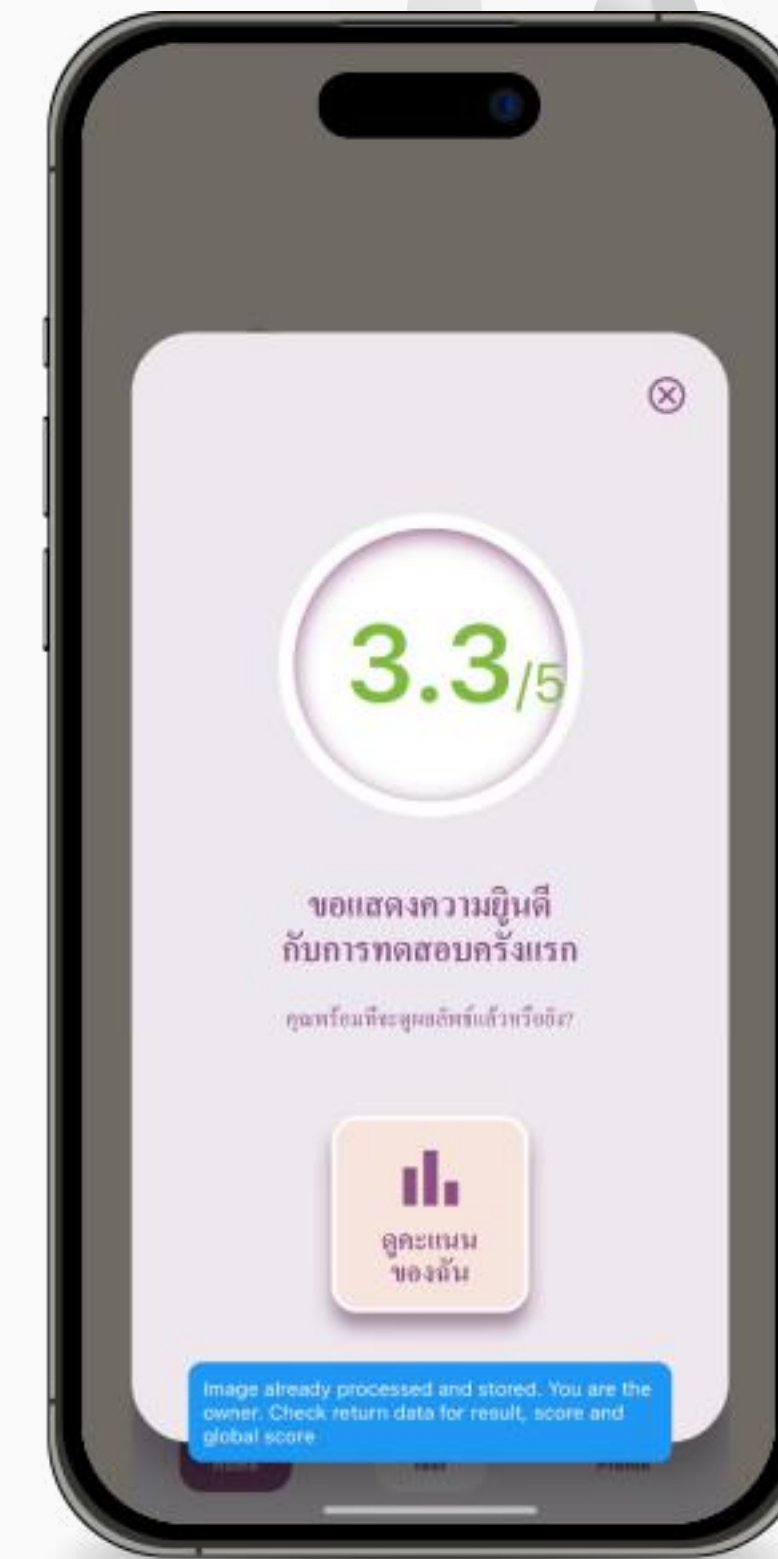 3.3/5
ขอแสดงความยินดี
กับการทดสอบครั้งแรก
คุณพร้อมที่จะดูผลลัพธ์แล้วหรือยัง?
ดูคะแนน
ของฉัน
Image already processed and stored. You are the
owner. Check return data for result, score and
global score